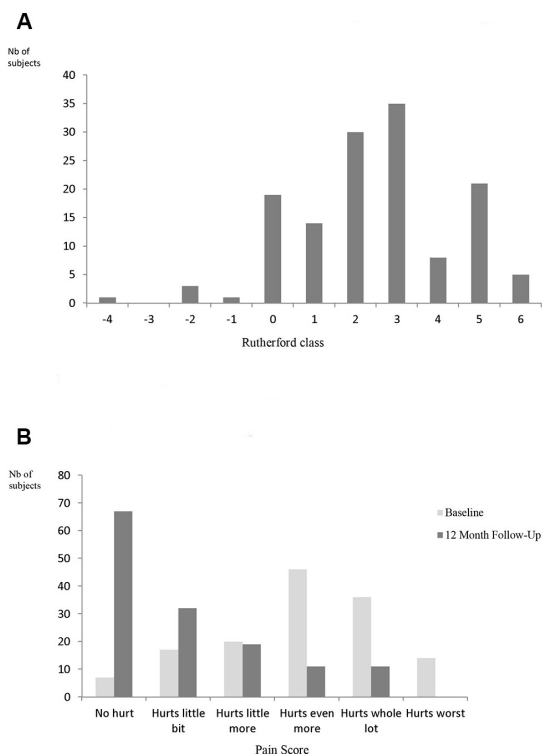 A
Nb of
subjects
40
35
30
25
20
15
10
5
0
-4 -3 -2 -1 0 1 2 3 4 5 6
Rutherford class
B
Nb of
subjects
80
70
60
50
40
30
20
10
0
Baseline
12 Month Follow-Up
No hurt Hurts little Hurts little Hurts even Hurts whole Hurts worst
bit more more lot
Pain Score